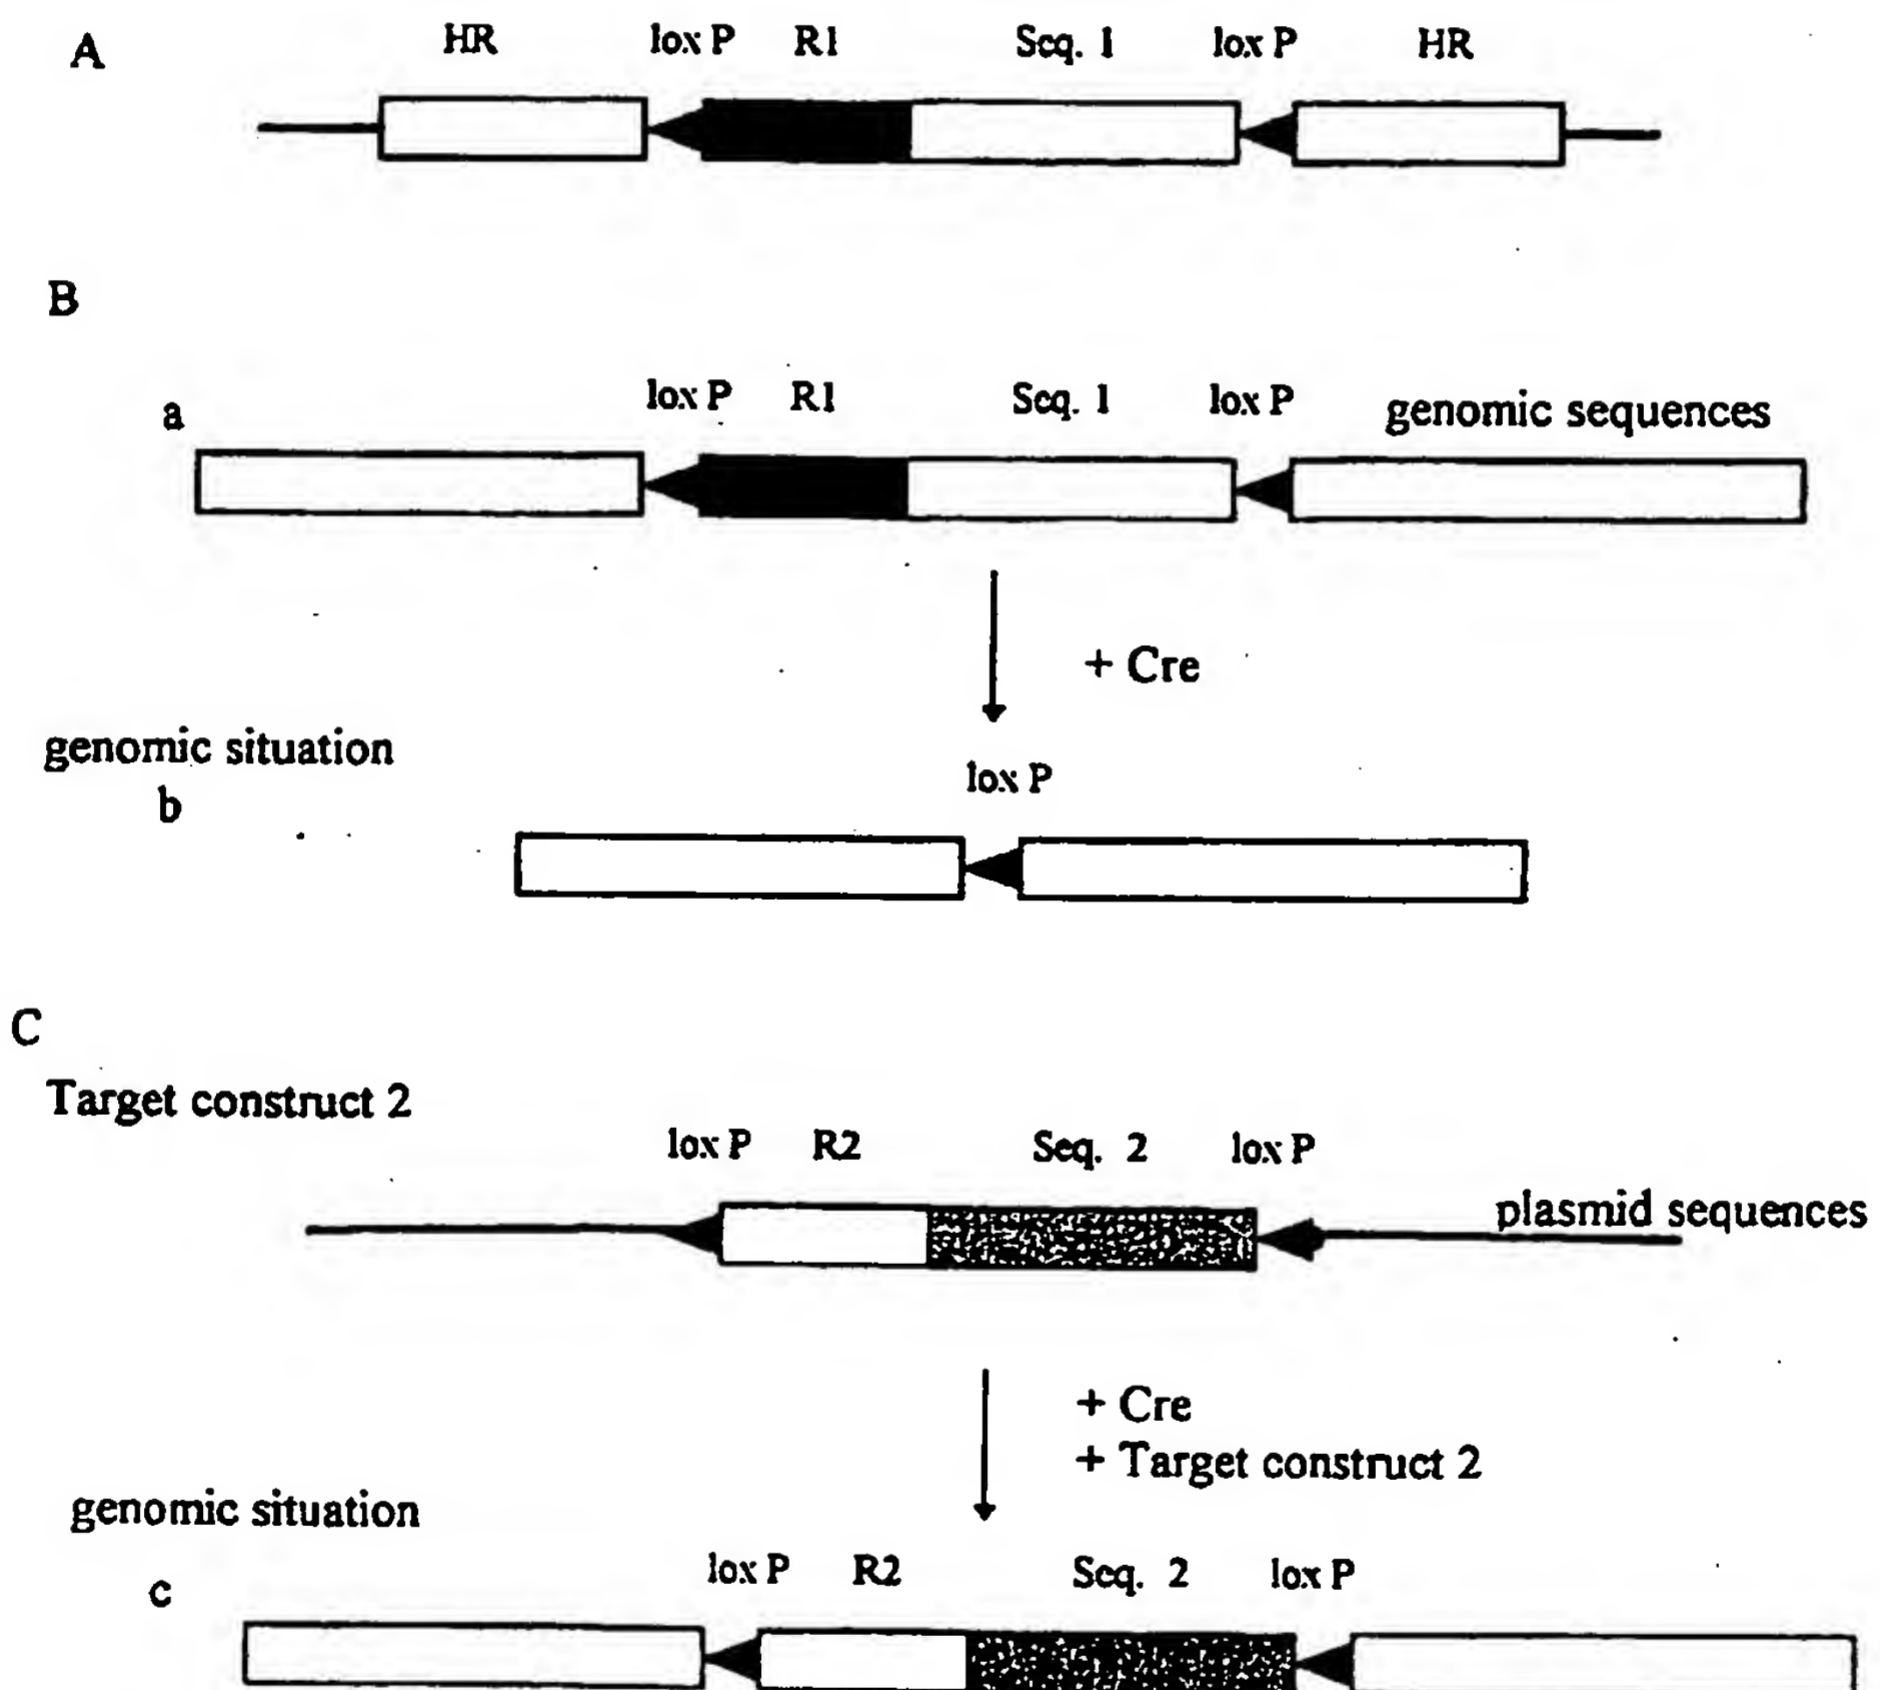 A
HR lox P R1 Seq. 1 lox P HR
B
a
lox P R1 Seq. 1 lox P genomic sequences
+ Cre
genomic situation
b
lox P
C
Target construct 2
lox P R2 Seq. 2 lox P
plasmid sequences
+ Cre
+ Target construct 2
genomic situation
c
lox P R2 Seq. 2 lox P